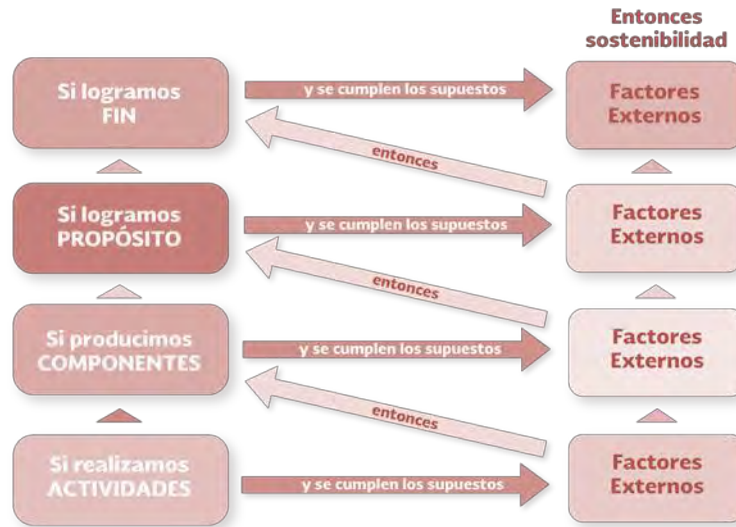 Entonces
sostenibilidad
Si logramos
FIN
y se cumplen los supuestos
Factores
Externos
entonces
Si logramos
PROPÓSITO
y se cumplen los supuestos
Factores
Externos
entonces
Si producimos
COMPONENTES
y se cumplen los supuestos
Factores
Externos
entonces
Si realizamos
ACTIVIDADES
y se cumplen los supuestos
Factores
Externos